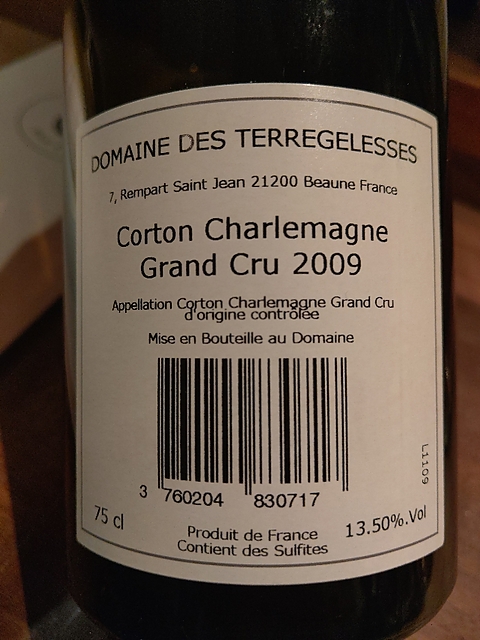 DOMAINE DES TERREGELESSES
7, Rempart Saint Jean 21200 Beaune France
Corton Charlemagne
Grand Cru 2009
Appellation Corton Charlemagne Grand Cru
d'origine contrôlée
Mise en Bouteille au Domaine
L1109
3 760204 830717
75 cl
13.50%.Vol
Produit de France
Contient des Sulfites